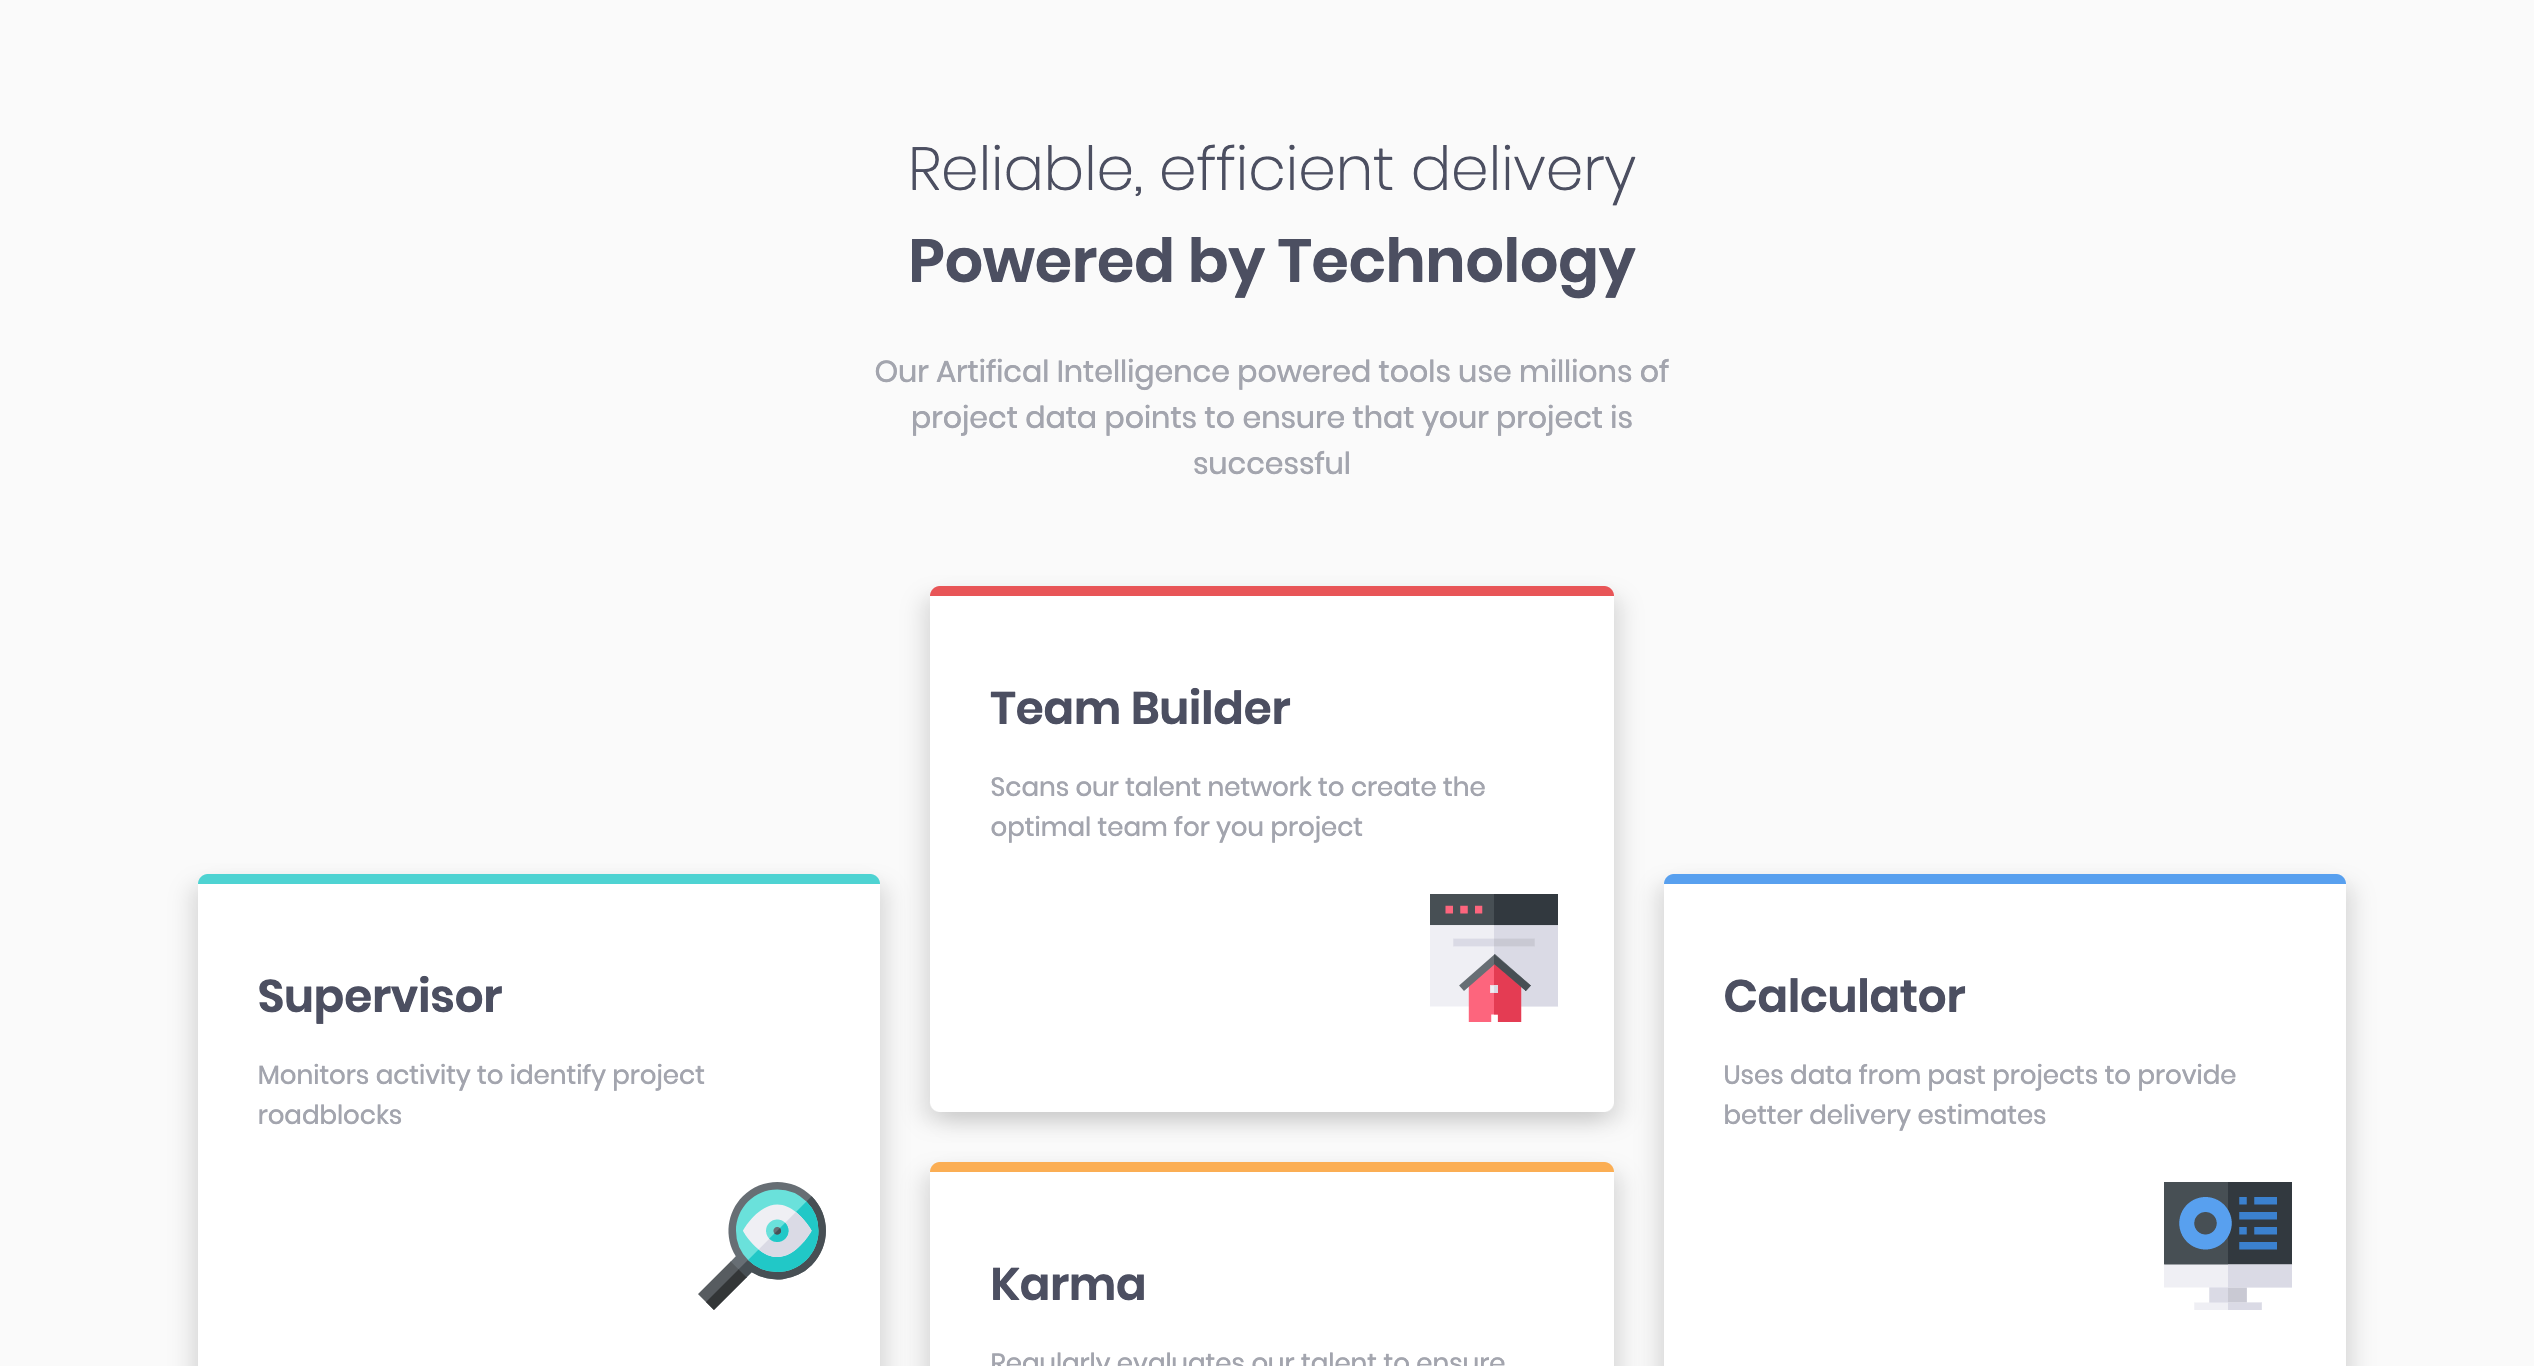 Reliable, efficient delivery
Powered by Technology
Our Artifical Intelligence powered tools use millions of
project data points to ensure that your project is
successful
Team Builder
Scans our talent network to create the
optimal team for you project
Supervisor
Monitors activity to identify project
roadblocks
Calculator
Uses data from past projects to provide
better delivery estimates
Karma
Regularly evaluates our talent to ensure